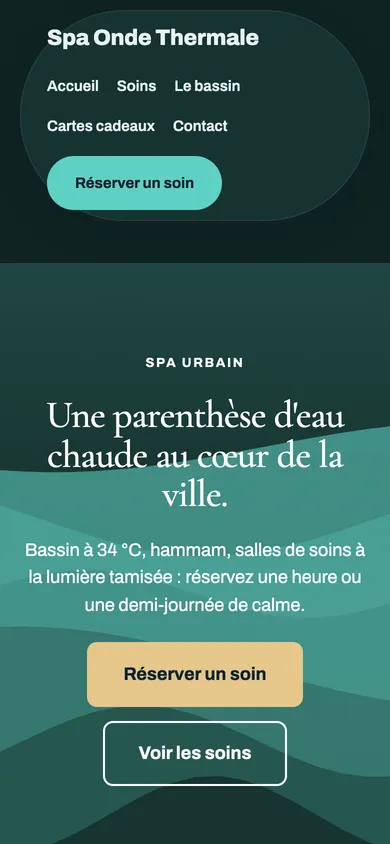 Spa Onde Thermale
Accueil Soins Le bassin
Cartes cadeaux Contact
Réserver un soin
SPA URBAIN
Une parenthèse d'eau
chaude au cœur de la
ville.
Bassin à 34 °C, hammam, salles de soins à
la lumière tamisée : réservez une heure ou
une demi-journée de calme.
Réserver un soin
Voir les soins